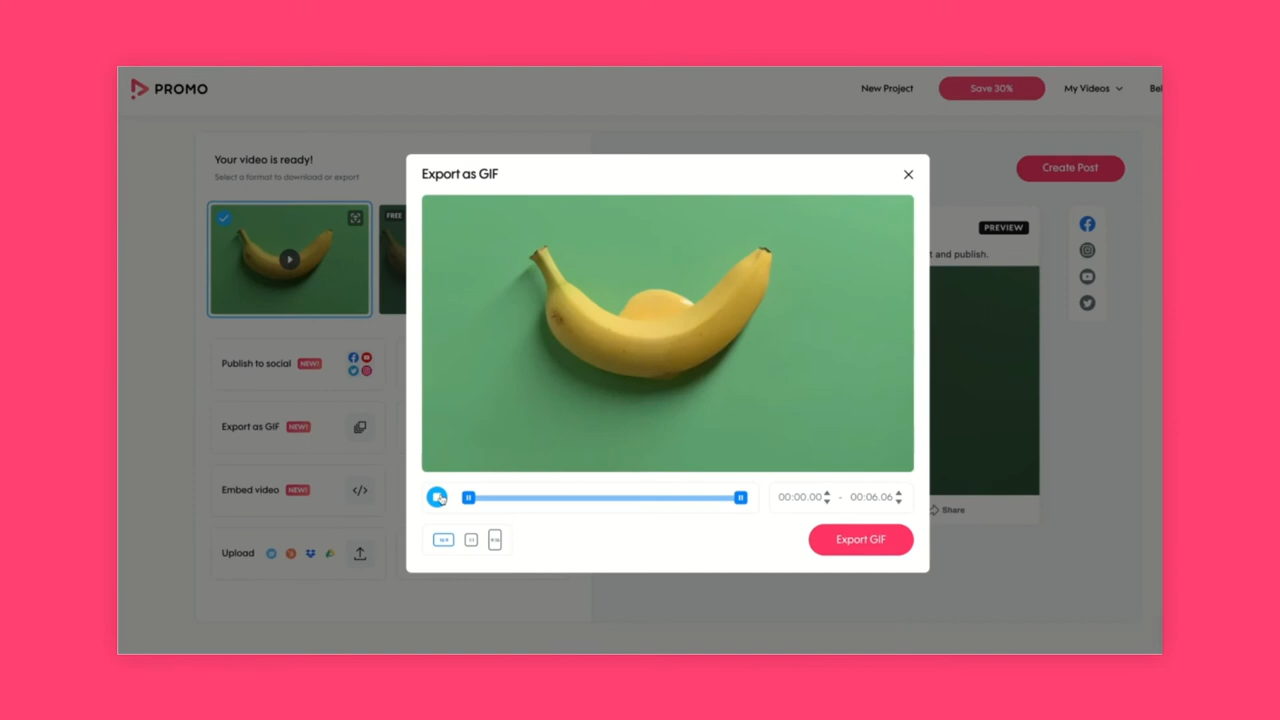 PROMO
New Project
Save 30%
My Videos
Your video is ready!
Select a format to download or export
FREE
Publish to social NEW!
Export as GIF NEW!
Embed video NEW!
Upload
Export as GIF
00:00.00 - 00:06.06
Export GIF
Create Post
PREVIEW
t and publish.
Share